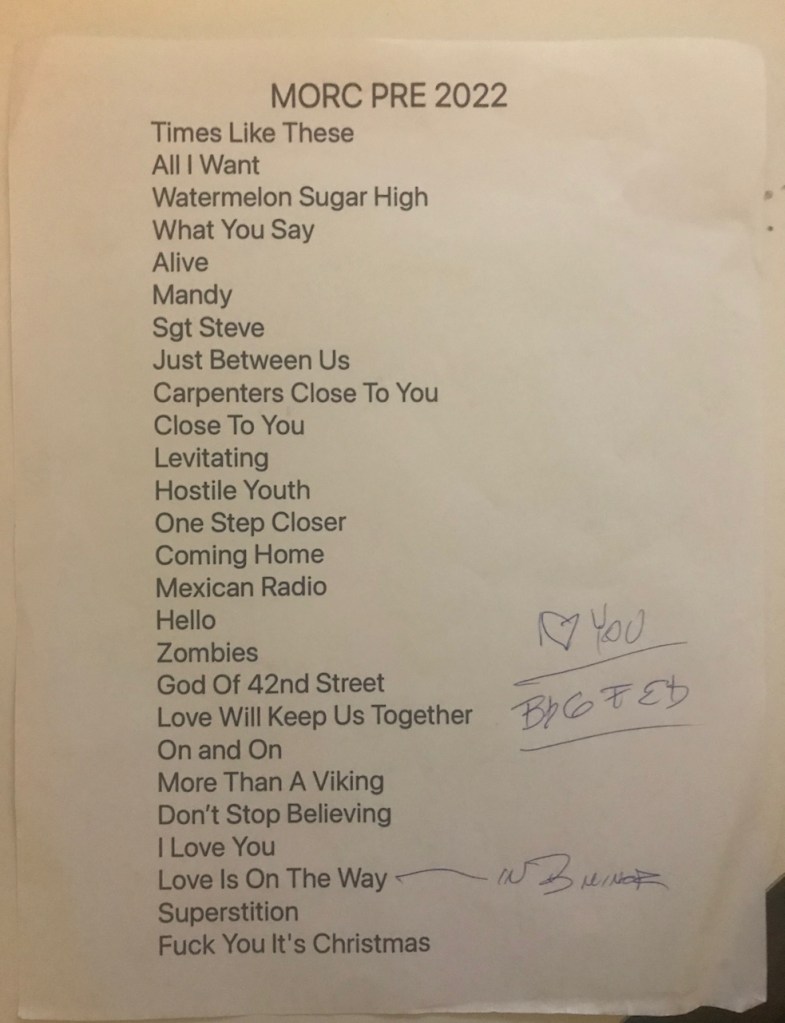 MORC PRE 2022
Times Like These
All I Want
Watermelon Sugar High
What You Say
Alive
Mandy
Sgt Steve
Just Between Us
Carpenters Close To You
Close To You
Levitating
Hostile Youth
One Step Closer
Coming Home
Mexican Radio
Hello
Zombies
God Of 42nd Street
Love Will Keep Us Together
On and On
More Than A Viking
Don’t Stop Believing
I Love You
Love Is On The Way
Superstition
Fuck You It's Christmas
I ♡ YOU
IN B MINOR